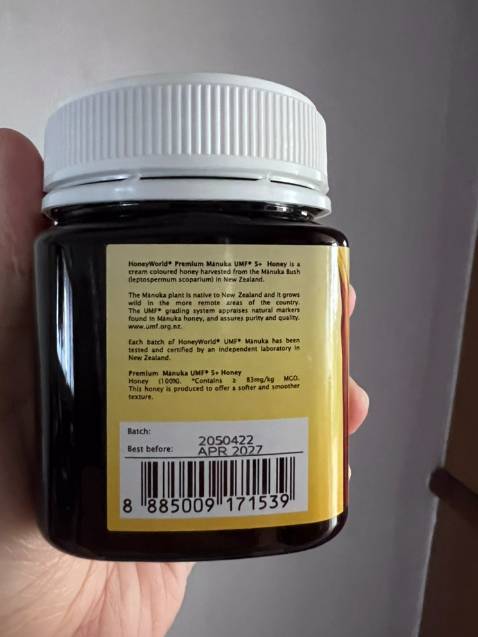 HoneyWorld® Premium Manuka UMF® 5+ Honey is a
cream coloured honey harvested from the Manuka Bush
(leptospermum scoparium) in New Zealand.
The Manuka plant is native to New Zealand and it grows
wild in the more remote areas of the country.
The UMF® grading system appraises natural markers
found in Manuka honey, and assures purity and quality.
www.umf.org.nz.
Each batch of HoneyWorld® UMF® Manuka has been
tested and certified by an independent laboratory in
New Zealand.
Premium Manuka UMF® 5+ Honey
Honey (100%). *Contains ≥ 83mg/kg MGO.
This honey is produced to offer a softer and smoother
texture.
Batch: 2050422
Best before: APR 2027
8 885009 171539